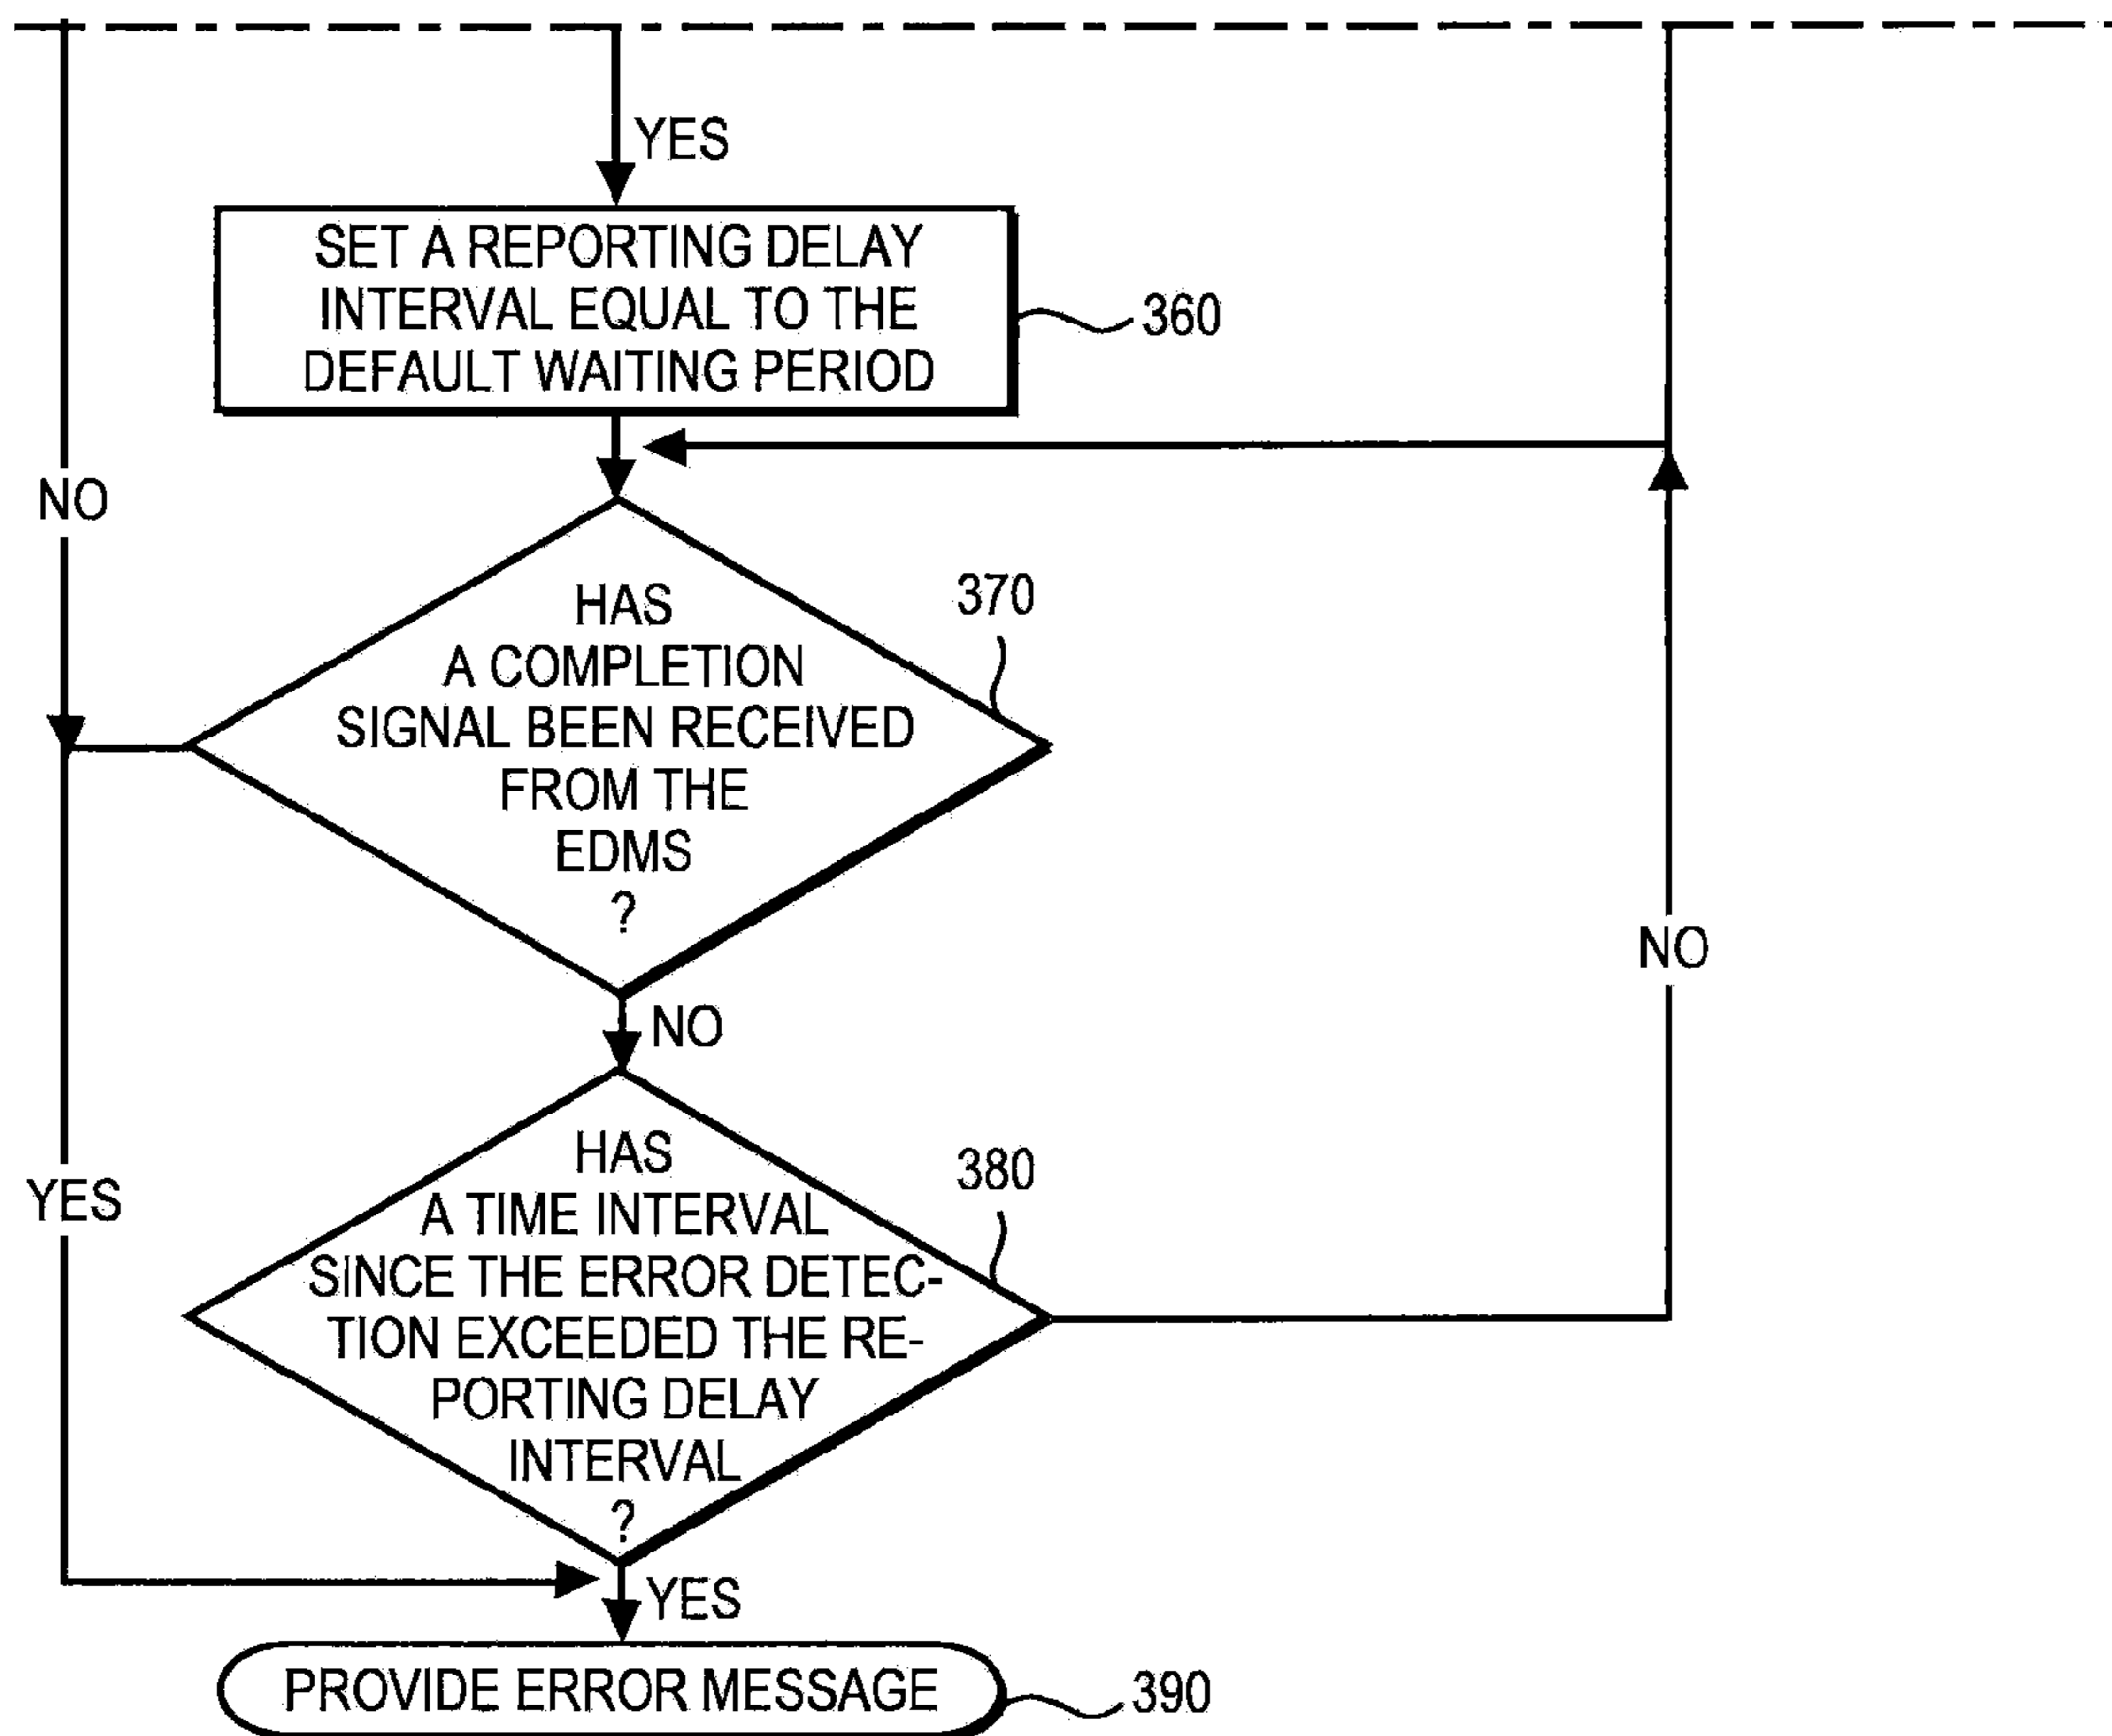 YES
SET A REPORTING DELAY
INTERVAL EQUAL TO THE
DEFAULT WAITING PERIOD
360
NO
370
HAS
A COMPLETION
SIGNAL BEEN RECEIVED
FROM THE
EDMS
?
NO
NO
380
HAS
A TIME INTERVAL
SINCE THE ERROR DETEC-
TION EXCEEDED THE RE-
PORTING DELAY
INTERVAL
?
YES
YES
PROVIDE ERROR MESSAGE
390